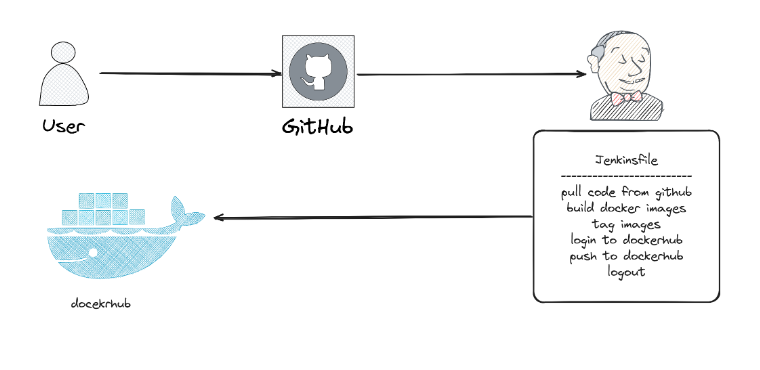 User
GitHub
Jenkinsfile
------------------------
pull code from github
build docker images
tag images
login to dockerhub
push to dockerhub
logout
docekrhub